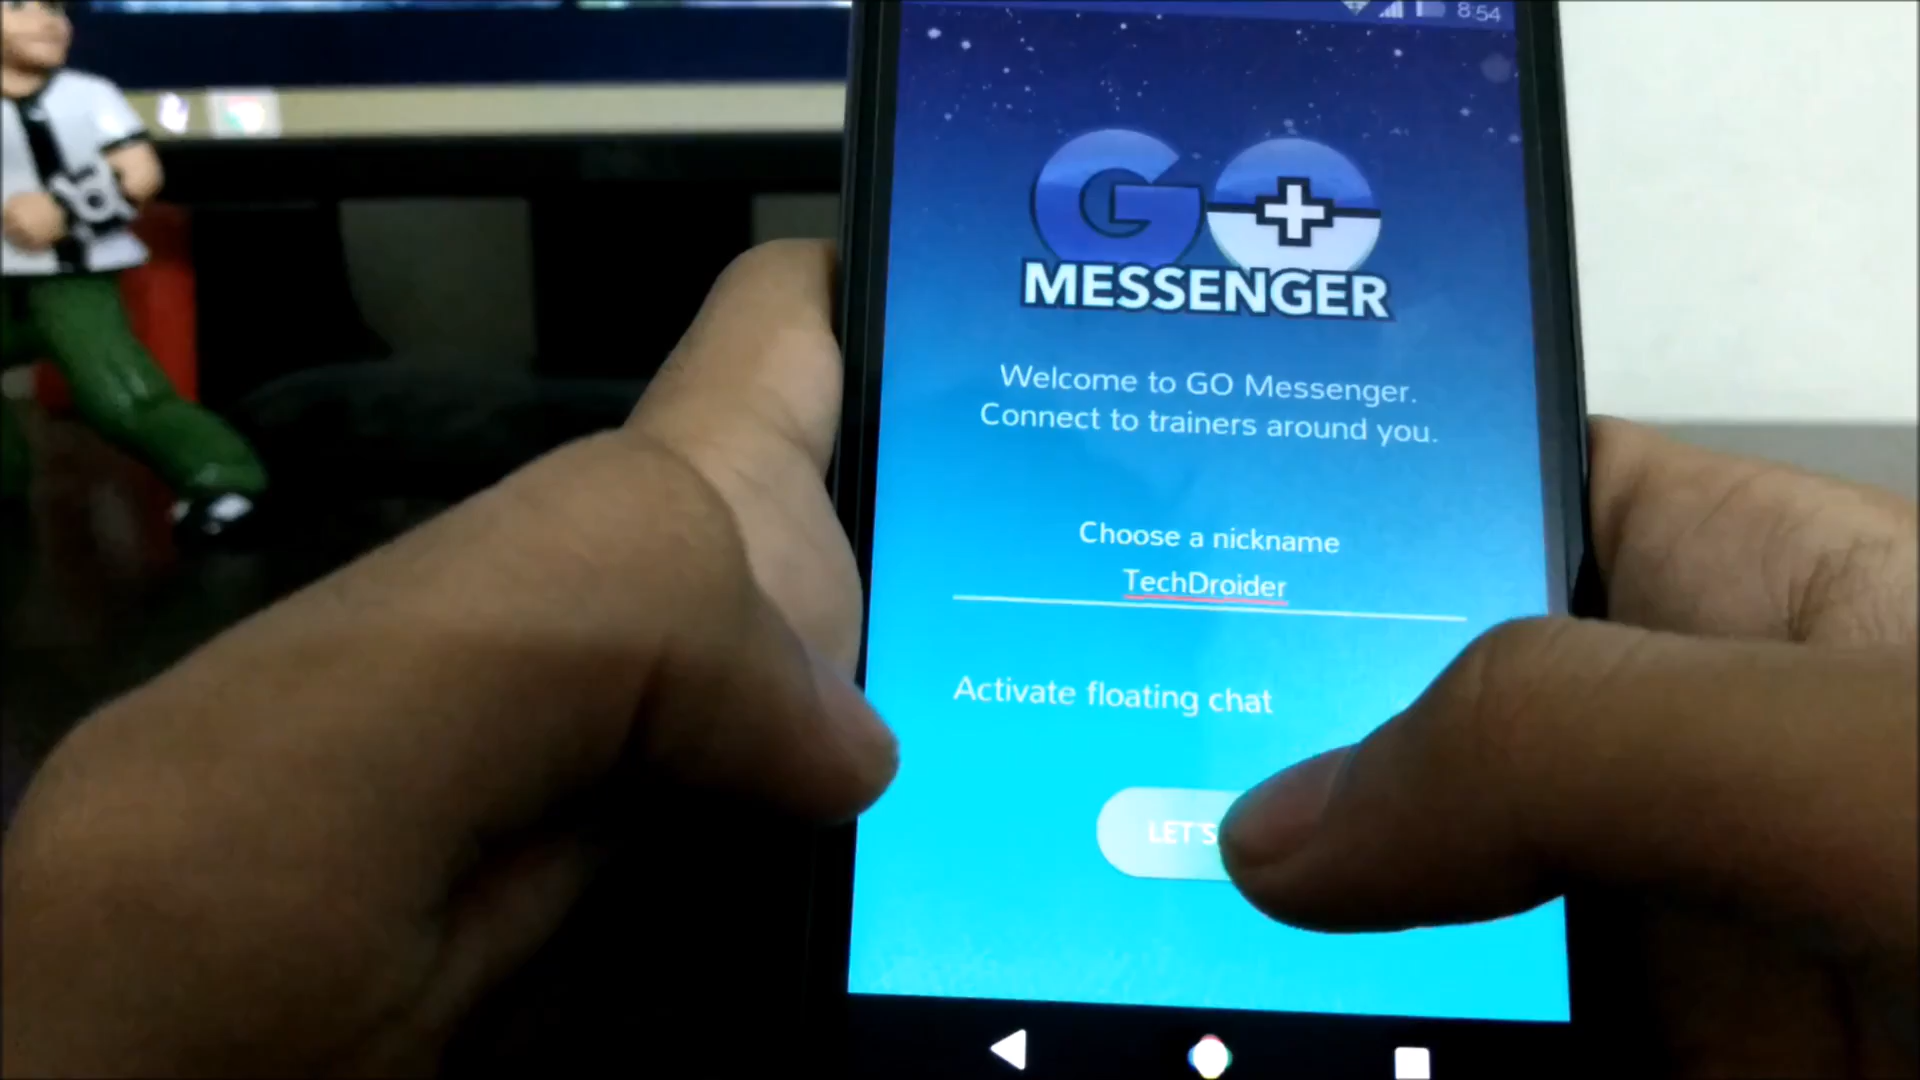 8:54
GO
MESSENGER
Welcome to GO Messenger.
Connect to trainers around you.
Choose a nickname
TechDroider
Activate floating chat
LET'S